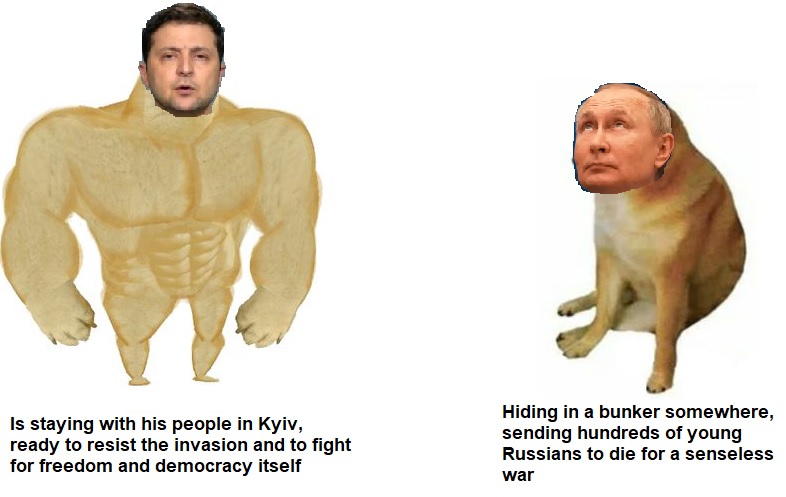 Is staying with his people in Kyiv,
ready to resist the invasion and to fight
for freedom and democracy itself
Hiding in a bunker somewhere,
sending hundreds of young
Russians to die for a senseless
war